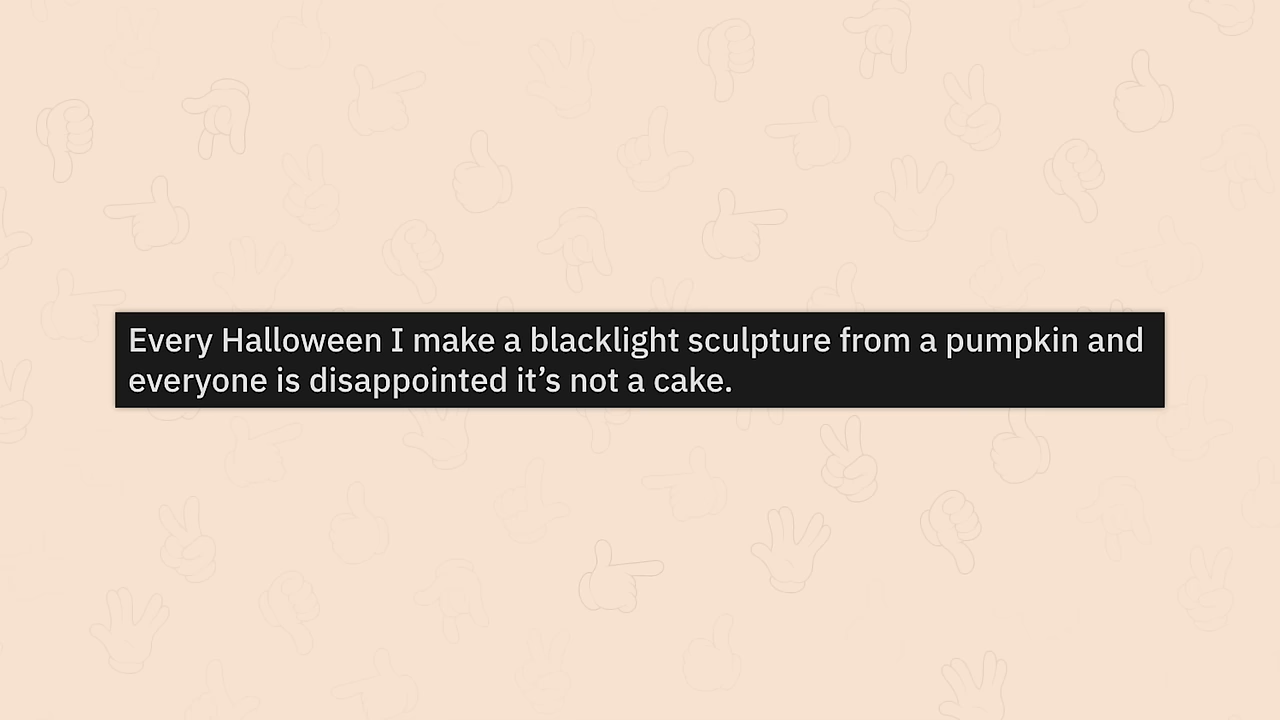 Every Halloween I make a blacklight sculpture from a pumpkin and
everyone is disappointed it’s not a cake.